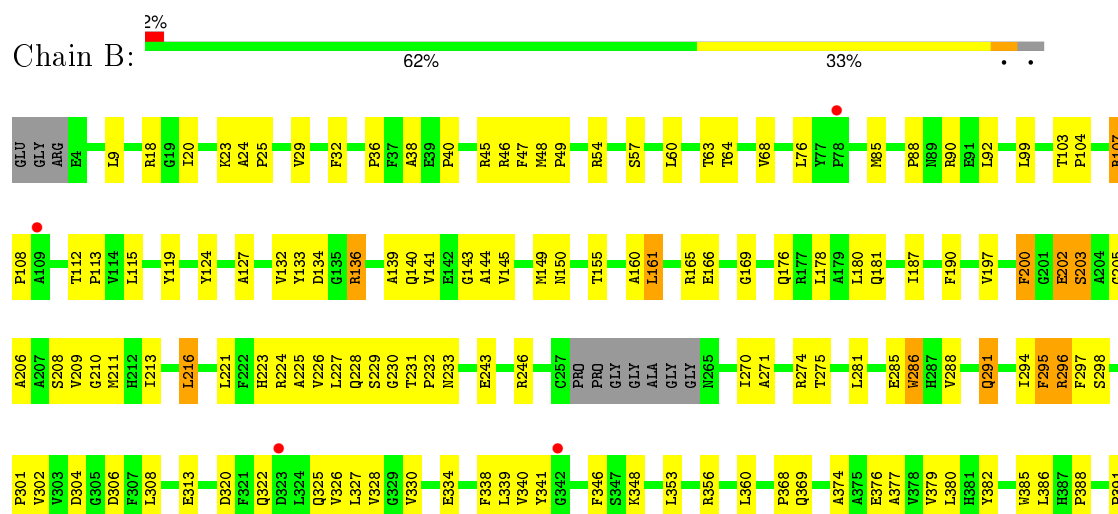 2%
Chain B:
62% 33% • •
GLU GLY ARG E4 L9 R18 G19 I20 K23 A24 P25 V29 F32 P36 F37 A38 E39 P40 R45 R46 F47 M48 P49 R54 S57 L60 T63 T64 V68 L76 Y77 P78 M85 P88 N89 R90 E91 L92 L99 T103 P104
P108 A109 T112 P113 V114 L115 Y119 Y124 A127 V132 Y133 D134 G135 R136 A139 Q140 V141 E142 G143 A144 V145 M149 N150 T155 A160 L161 R165 E166 G169 Q176 R177 L178 A179 L180 Q181 I187 F190 V197 F200 G201 E202 S203 A204
A206 A207 S208 V209 G210 M211 H212 I213 L216 L221 F222 H223 R224 A225 V226 L227 Q228 S229 G230 T231 P232 N233 E243 R246 C257 PRO PRO GLY GLY ALA GLY GLY N265 I270 A271 R274 T275 L281 E285 W286 H287 V288 Q291 I294 F295 R296 F297 S298
P301 V302 V303 D304 G305 D306 F307 L308 E313 D320 F321 Q322 D323 L324 Q325 V326 L327 V328 G329 V330 E334 F338 L339 V340 Y341 G342 F346 S347 K348 L353 R356 L360 P368 Q369 A374 A375 E376 A377 V378 V379 L380 H381 Y382 W385 L386 H387 P388